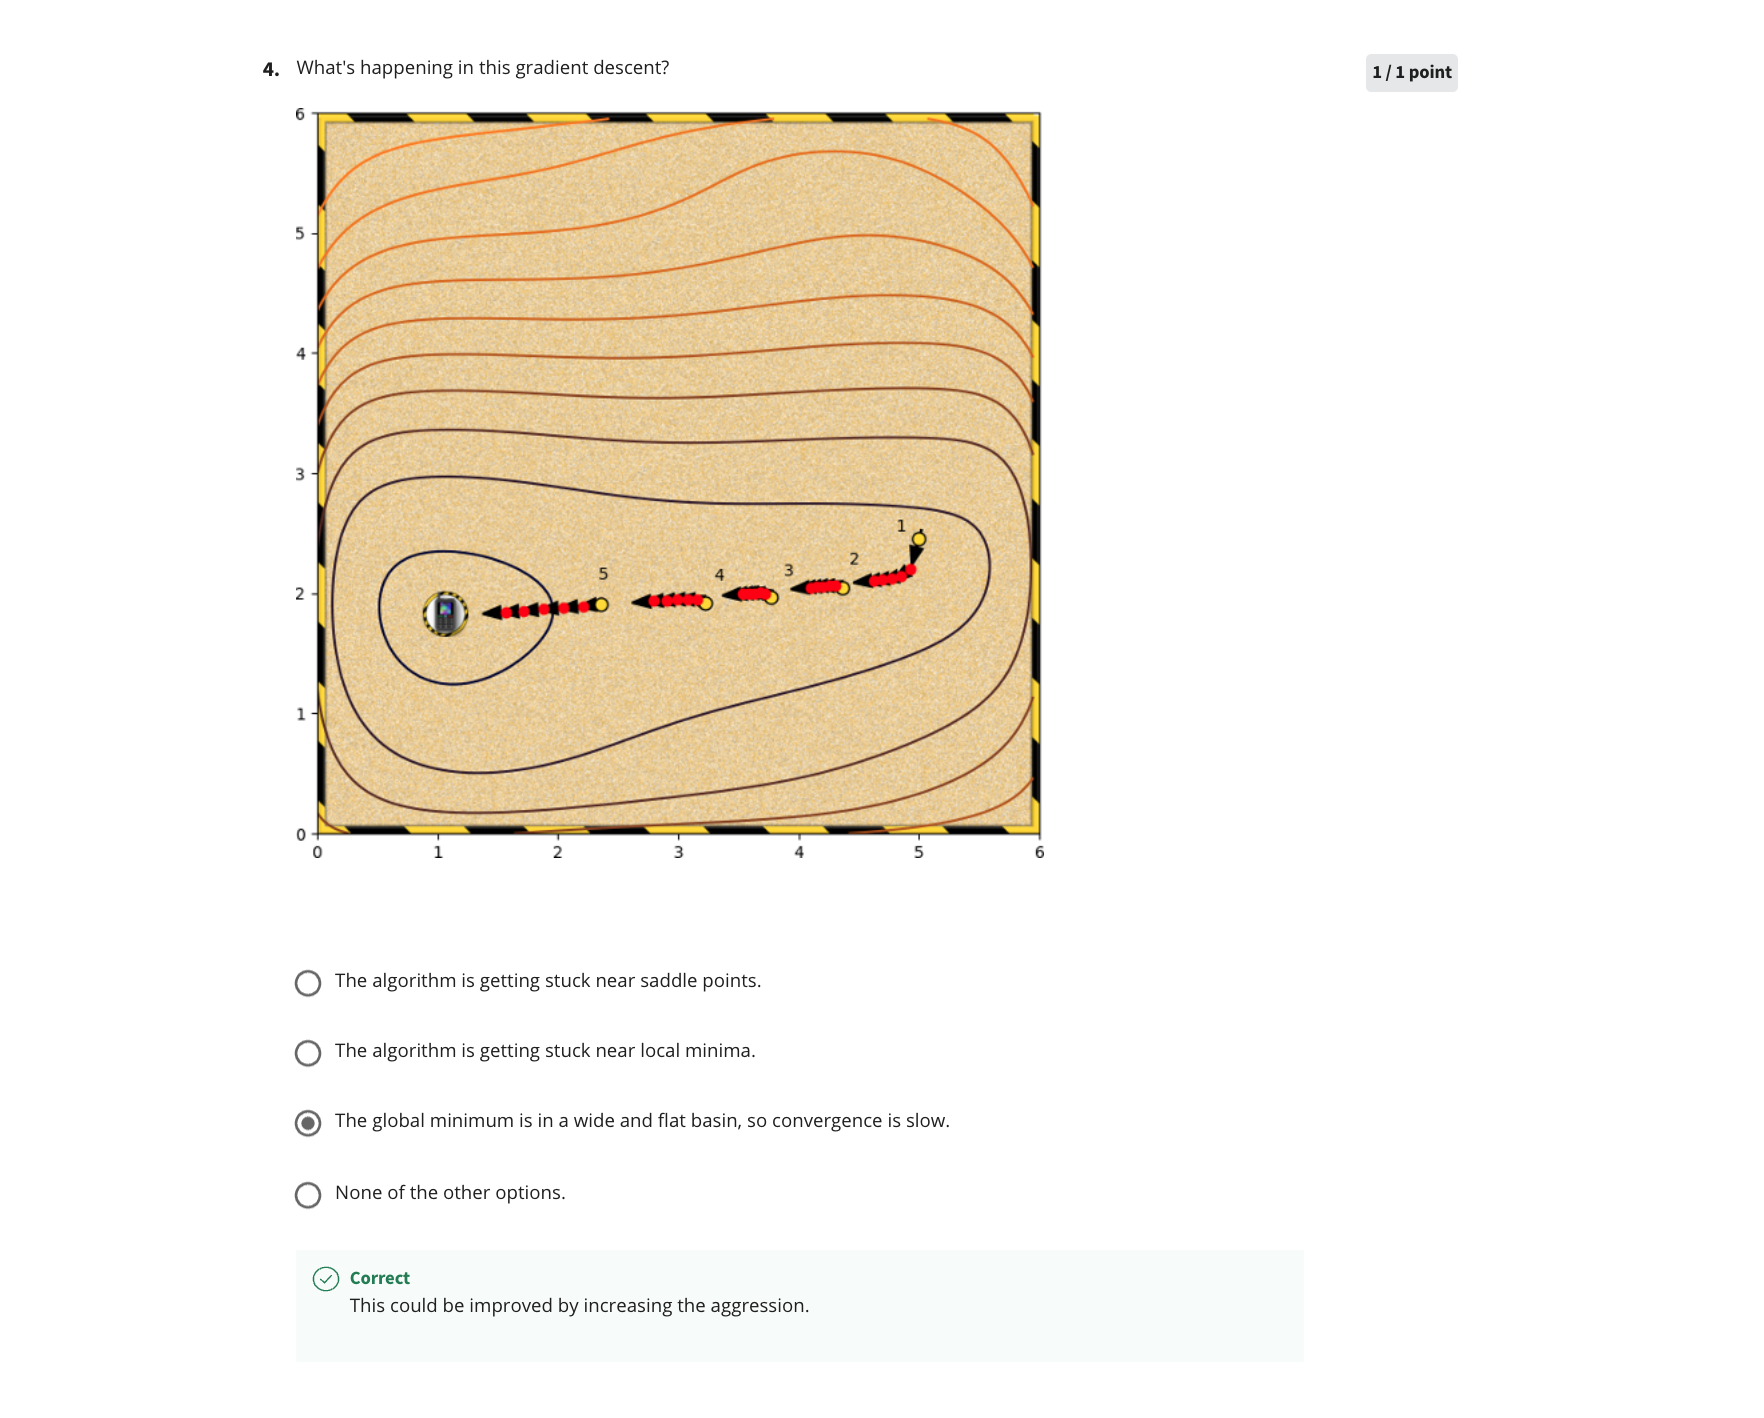 4. What's happening in this gradient descent?
1 / 1 point
6
5
4
3
2
1
0
0 1 2 3 4 5 6
1
2
3
4
5
The algorithm is getting stuck near saddle points.
The algorithm is getting stuck near local minima.
The global minimum is in a wide and flat basin, so convergence is slow.
None of the other options.
Correct
This could be improved by increasing the aggression.